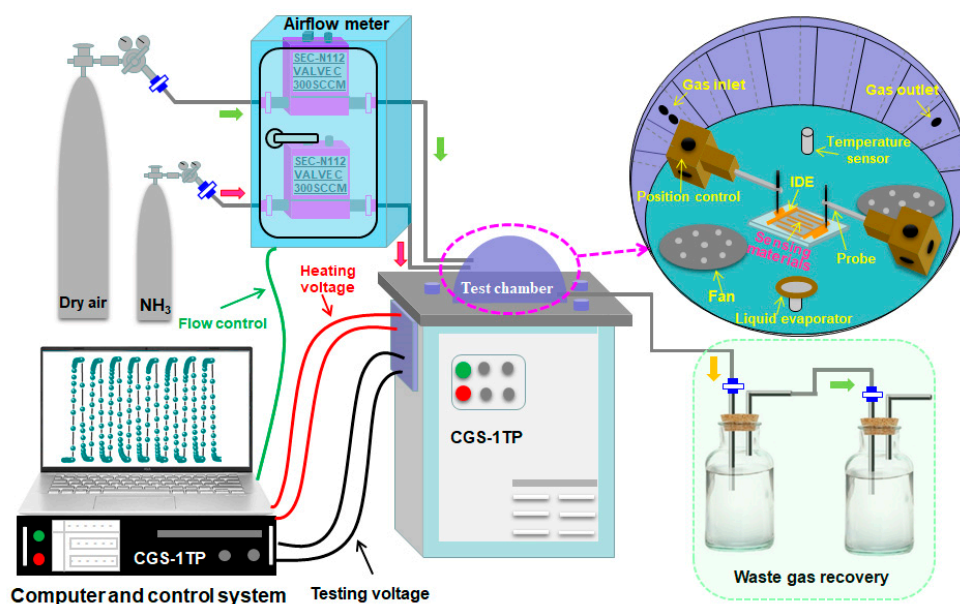 Airflow meter
SEC-N112
VALVEC
300SCCM
SEC-N112
VALVEC
300SCCM
Dry air
NH₃
Flow control
Heating
voltage
Test chamber
CGS-1TP
Gas inlet
Gas outlet
Temperature
sensor
Position control
IDE
Sensing
materials
Probe
Fan
Liquid evaporator
CGS-1TP
Computer and control system
Testing voltage
Waste gas recovery